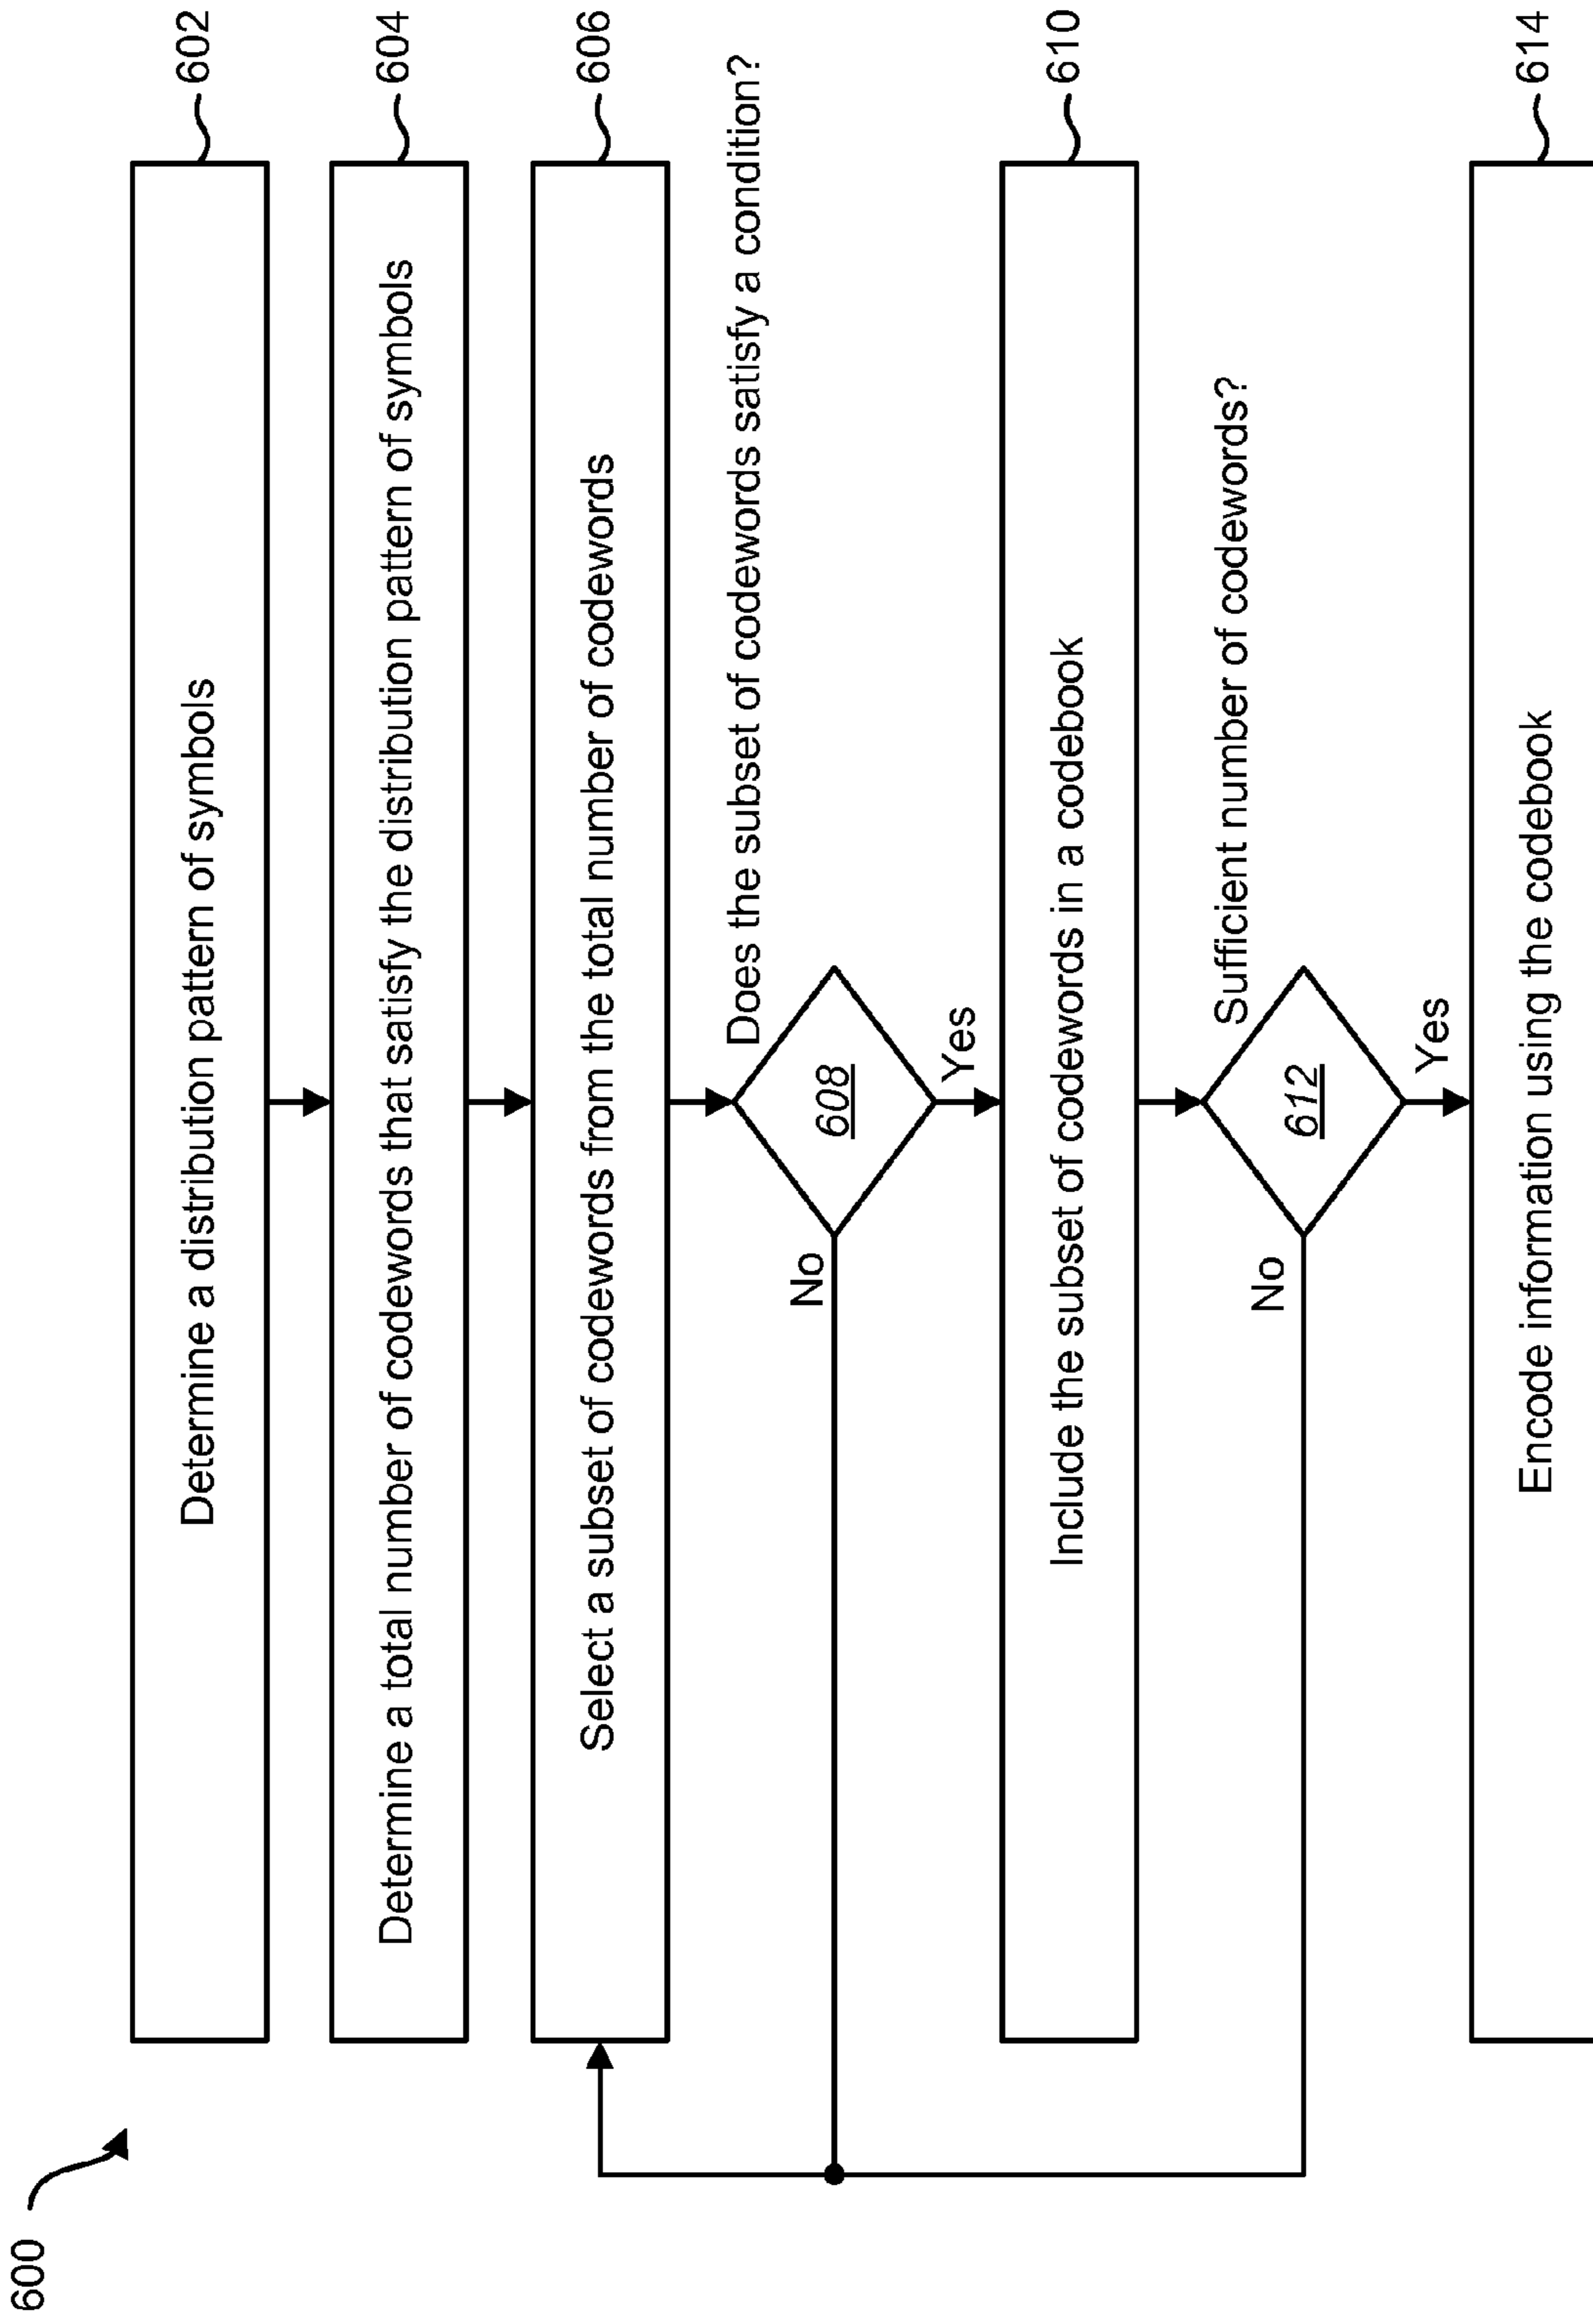 600
Determine a distribution pattern of symbols
602
Determine a total number of codewords that satisfy the distribution pattern of symbols
604
Select a subset of codewords from the total number of codewords
606
Does the subset of codewords satisfy a condition?
608
No
Yes
Include the subset of codewords in a codebook
610
Sufficient number of codewords?
612
No
Yes
Encode information using the codebook
614